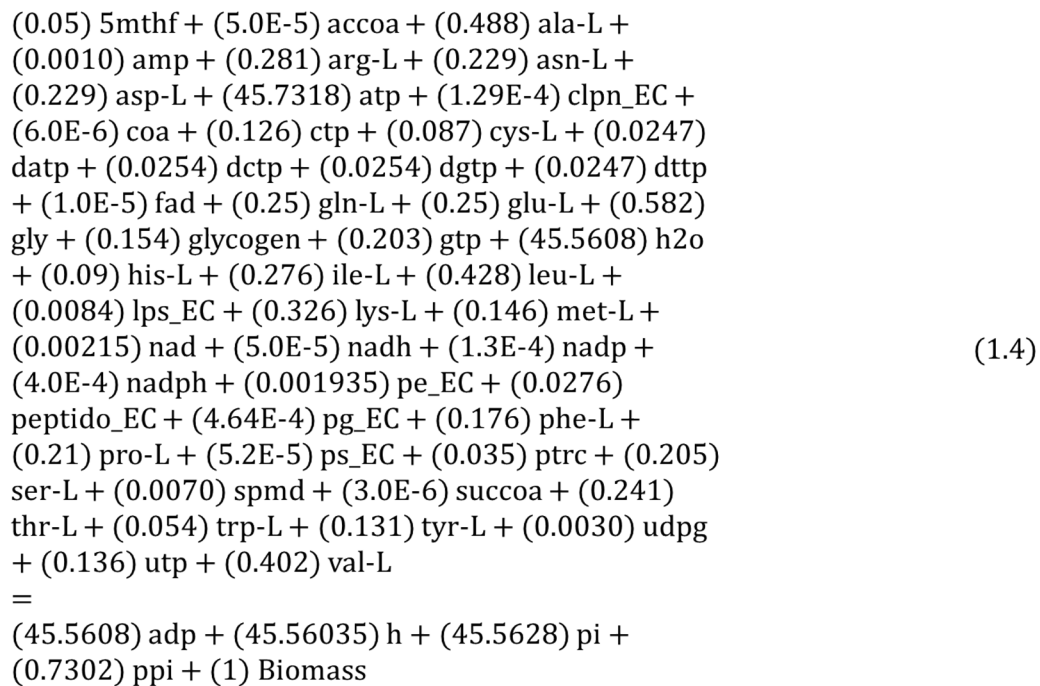 (0.05) 5mthf + (5.0E-5) accoa + (0.488) ala-L +
(0.0010) amp + (0.281) arg-L + (0.229) asn-L +
(0.229) asp-L + (45.7318) atp + (1.29E-4) clpn_EC +
(6.0E-6) coa + (0.126) ctp + (0.087) cys-L + (0.0247)
datp + (0.0254) dctp + (0.0254) dgtp + (0.0247) dttp
+ (1.0E-5) fad + (0.25) gln-L + (0.25) glu-L + (0.582)
gly + (0.154) glycogen + (0.203) gtp + (45.5608) h2o
+ (0.09) his-L + (0.276) ile-L + (0.428) leu-L +
(0.0084) lps_EC + (0.326) lys-L + (0.146) met-L +
(0.00215) nad + (5.0E-5) nadh + (1.3E-4) nadp +
(4.0E-4) nadph + (0.001935) pe_EC + (0.0276)
peptido_EC + (4.64E-4) pg_EC + (0.176) phe-L +
(0.21) pro-L + (5.2E-5) ps_EC + (0.035) ptrc + (0.205)
ser-L + (0.0070) spmd + (3.0E-6) succoa + (0.241)
thr-L + (0.054) trp-L + (0.131) tyr-L + (0.0030) udpg
+ (0.136) utp + (0.402) val-L
=
(45.5608) adp + (45.56035) h + (45.5628) pi +
(0.7302) ppi + (1) Biomass
(1.4)